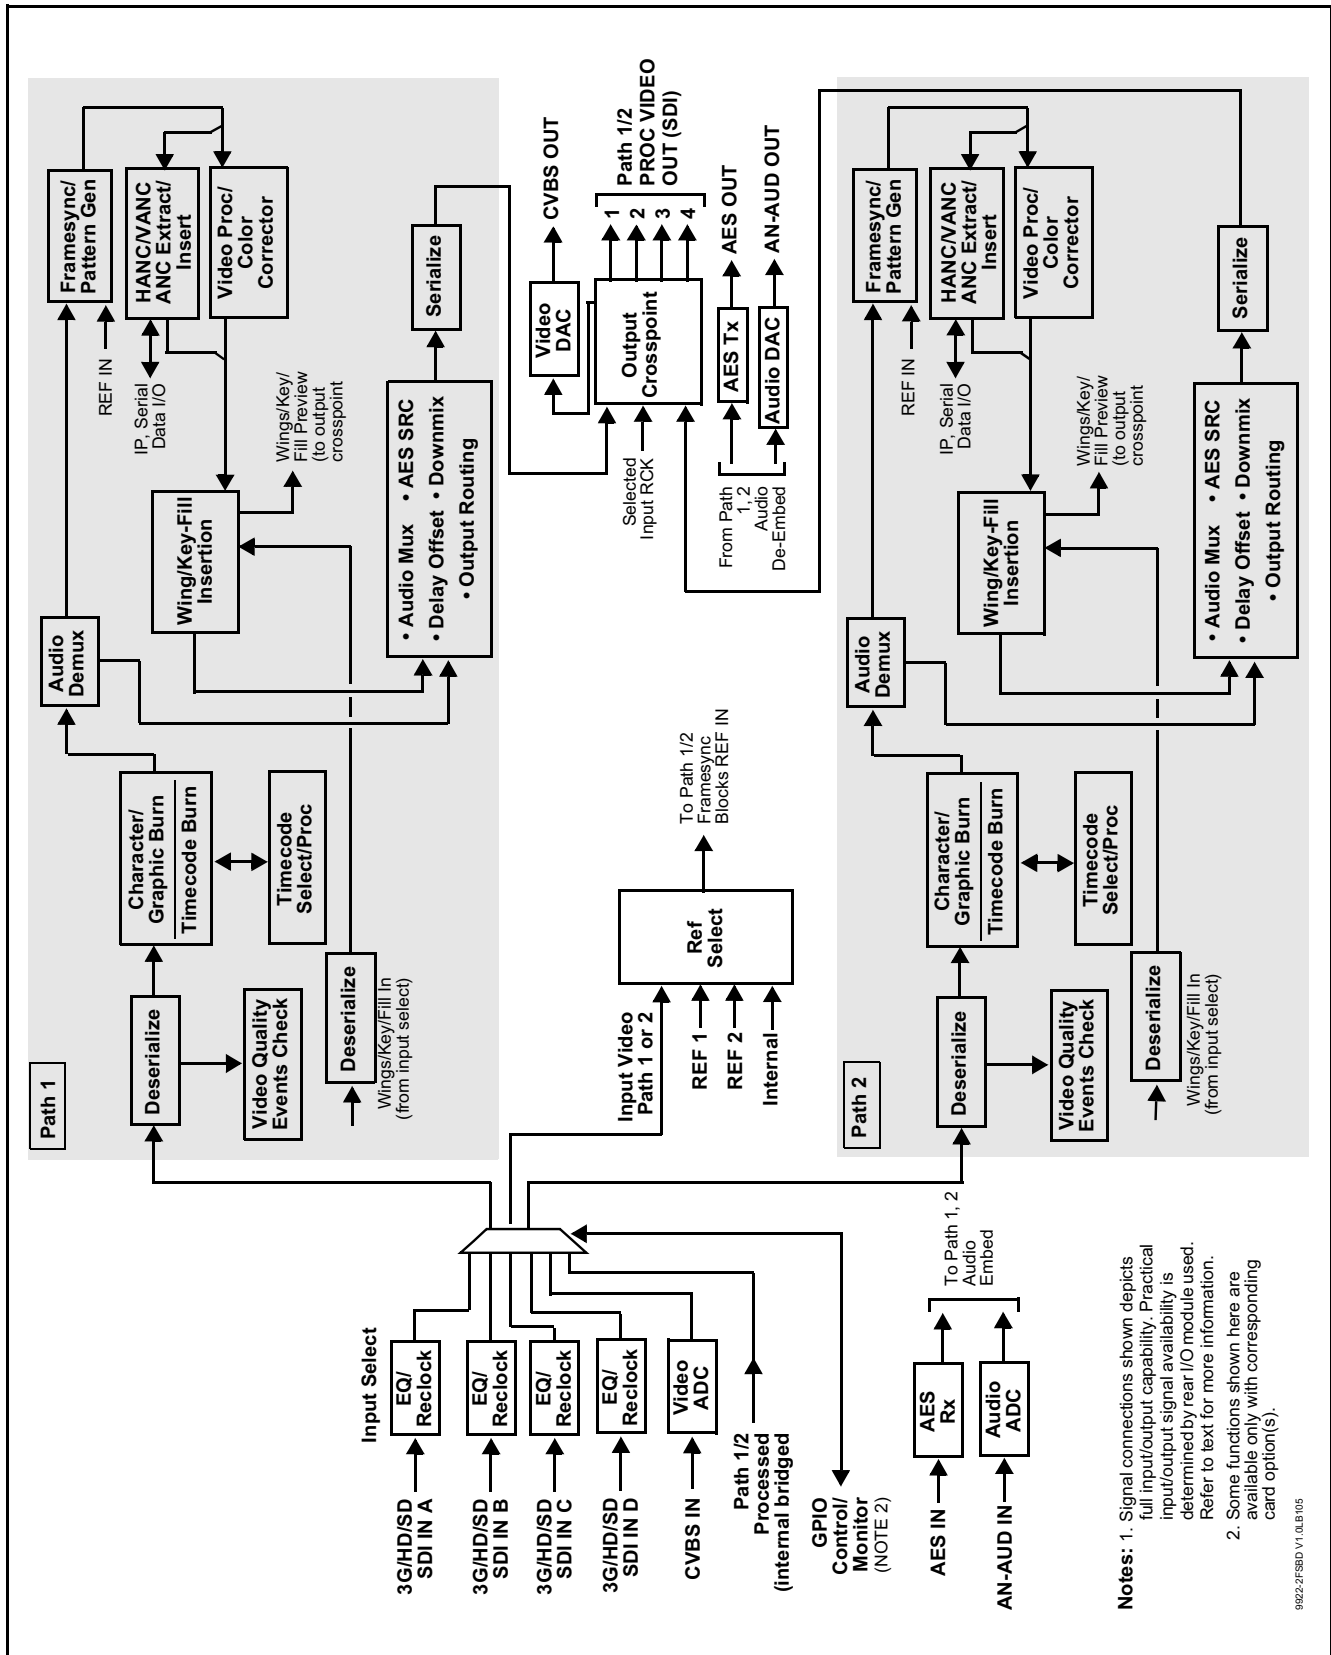 Input Select
3G/HD/SD
SDI IN A
EQ/
Reclock
3G/HD/SD
SDI IN B
EQ/
Reclock
3G/HD/SD
SDI IN C
EQ/
Reclock
3G/HD/SD
SDI IN D
EQ/
Reclock
CVBS IN
Video
ADC
Path 1/2
Processed
(internal bridged)
GPIO
Control/
Monitor
(NOTE 2)
AES IN
AES
Rx
AN-AUD IN
Audio
ADC
To Path 1, 2
Audio
Embed
Path 1
Deserialize
Video Quality
Events Check
Deserialize
Wings/Key/Fill In
(from input select)
Character/
Graphic Burn
Timecode Burn
Timecode
Select/Proc
Audio
Demux
Framesync/
Pattern Gen
REF IN
HANC/VANC
ANC Extract/
Insert
IP, Serial
Data I/O
Video Proc/
Color
Corrector
Wing/Key-Fill
Insertion
Wings/Key/
Fill Preview
(to output
crosspoint
• Audio Mux • AES SRC
• Delay Offset • Downmix
• Output Routing
Serialize
Input Video
Path 1 or 2
REF 1
REF 2
Internal
Ref
Select
To Path 1/2
Framesync
Blocks REF IN
Video
DAC
CVBS OUT
Selected
Input RCK
Output
Crosspoint
1
2
3
4
Path 1/2
PROC VIDEO
OUT (SDI)
From Path
1, 2
Audio
De-Embed
AES Tx
AES OUT
Audio DAC
AN-AUD OUT
Path 2
Deserialize
Video Quality
Events Check
Deserialize
Wings/Key/Fill In
(from input select)
Character/
Graphic Burn
Timecode Burn
Timecode
Select/Proc
Audio
Demux
Framesync/
Pattern Gen
REF IN
HANC/VANC
ANC Extract/
Insert
IP, Serial
Data I/O
Video Proc/
Color
Corrector
Wing/Key-Fill
Insertion
Wings/Key/
Fill Preview
(to output
crosspoint
• Audio Mux • AES SRC
• Delay Offset • Downmix
• Output Routing
Serialize
Notes: 1. Signal connections shown depicts
full input/output capability. Practical
input/output signal availability is
determined by rear I/O module used.
Refer to text for more information.
2. Some functions shown here are
available only with corresponding
card option(s).
9922-2FSBD V1.0LB105